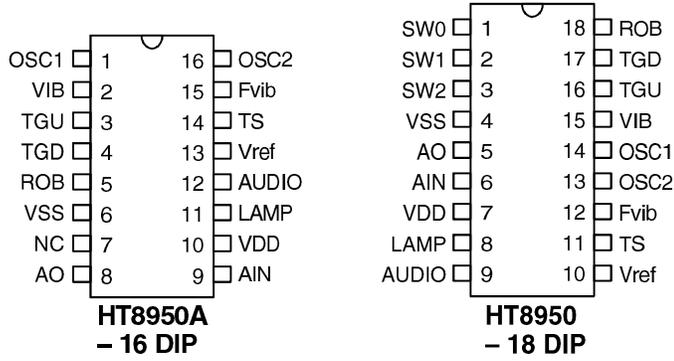 OSC1 1 16 OSC2
VIB 2 15 Fvib
TGU 3 14 TS
TGD 4 13 Vref
ROB 5 12 AUDIO
VSS 6 11 LAMP
NC 7 10 VDD
AO 8 9 AIN
HT8950A
– 16 DIP
SW0 1 18 ROB
SW1 2 17 TGD
SW2 3 16 TGU
VSS 4 15 VIB
AO 5 14 OSC1
AIN 6 13 OSC2
VDD 7 12 Fvib
LAMP 8 11 TS
AUDIO 9 10 Vref
HT8950
– 18 DIP